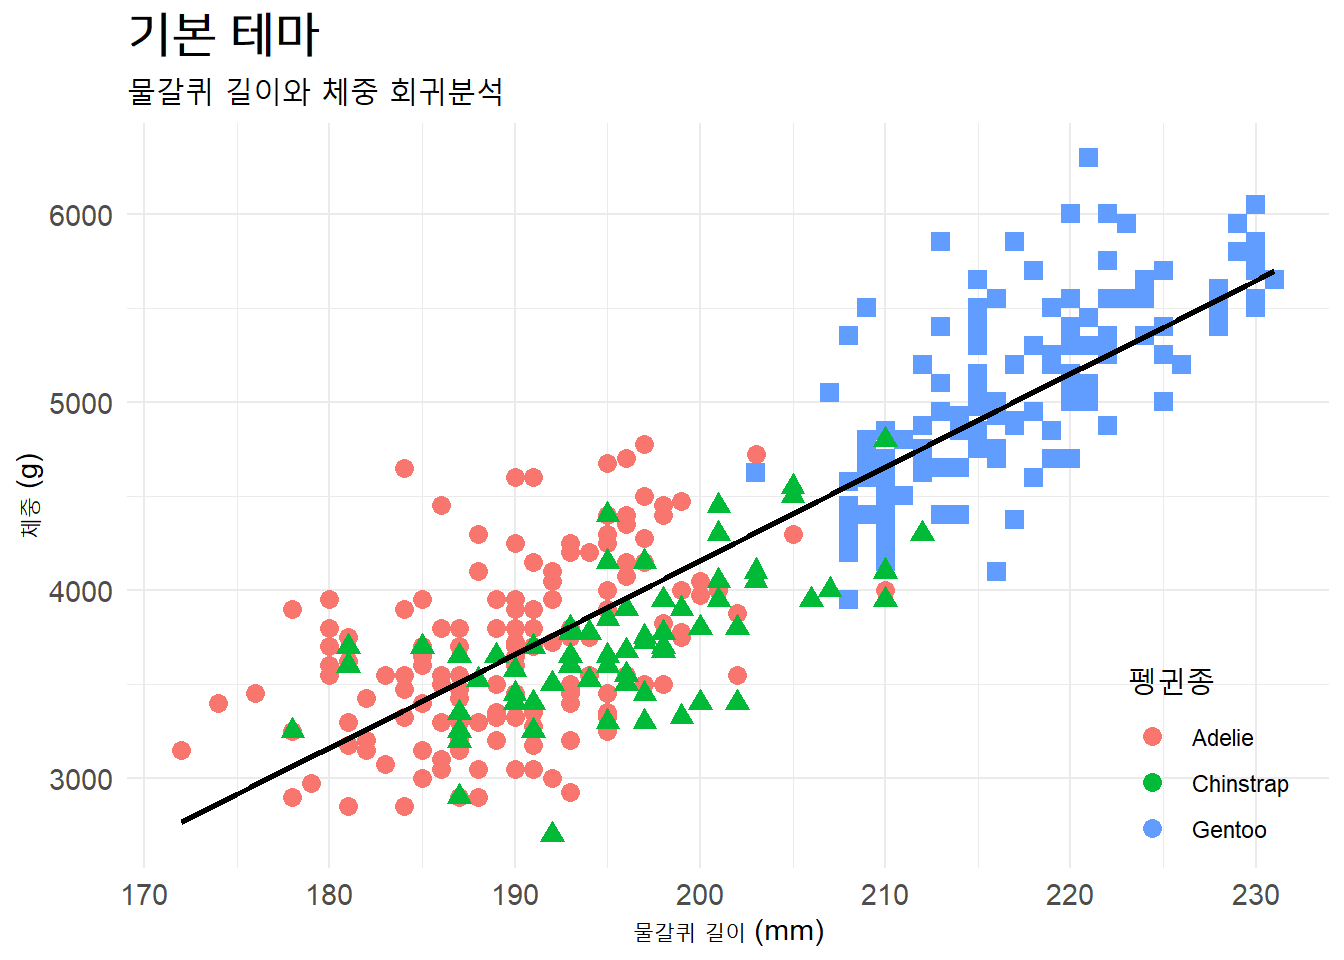 기본 테마
물갈퀴 길이와 체중 회귀분석
6000
5000
4000
3000
체중 (g)
170 180 190 200 210 220 230
물갈퀴 길이 (mm)
펭귄종
Adelie
Chinstrap
Gentoo